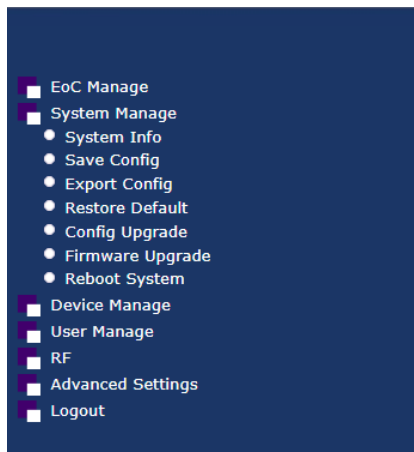 EoC Manage
System Manage
System Info
Save Config
Export Config
Restore Default
Config Upgrade
Firmware Upgrade
Reboot System
Device Manage
User Manage
RF
Advanced Settings
Logout